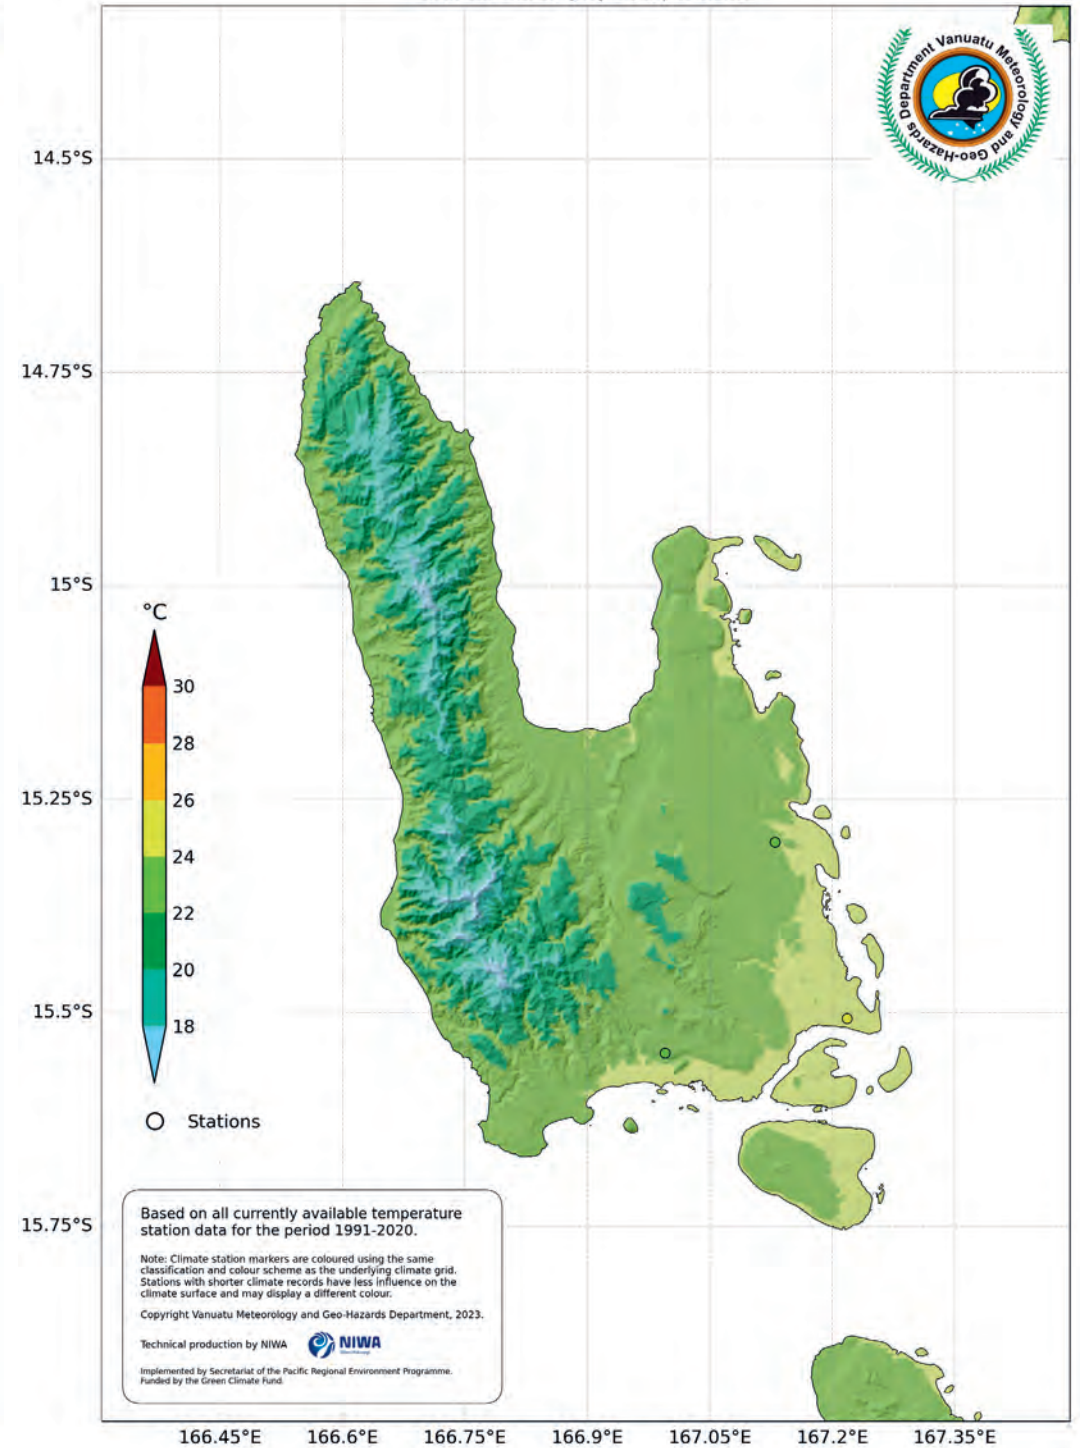 Vanuatu Meteorology and Geo-Hazards Department
14.5°S
14.75°S
15°S
15.25°S
15.5°S
15.75°S
°C
30
28
26
24
22
20
18
Stations
Based on all currently available temperature
station data for the period 1991-2020.
Note: Climate station markers are coloured using the same
classification and colour scheme as the underlying climate grid.
Stations with shorter climate records have less influence on the
climate surface and may display a different colour.
Copyright Vanuatu Meteorology and Geo-Hazards Department, 2023.
Technical production by NIWA
NIWA
Implemented by Secretariat of the Pacific Regional Environment Programme.
Funded by the Green Climate Fund.
166.45°E 166.6°E 166.75°E 166.9°E 167.05°E 167.2°E 167.35°E